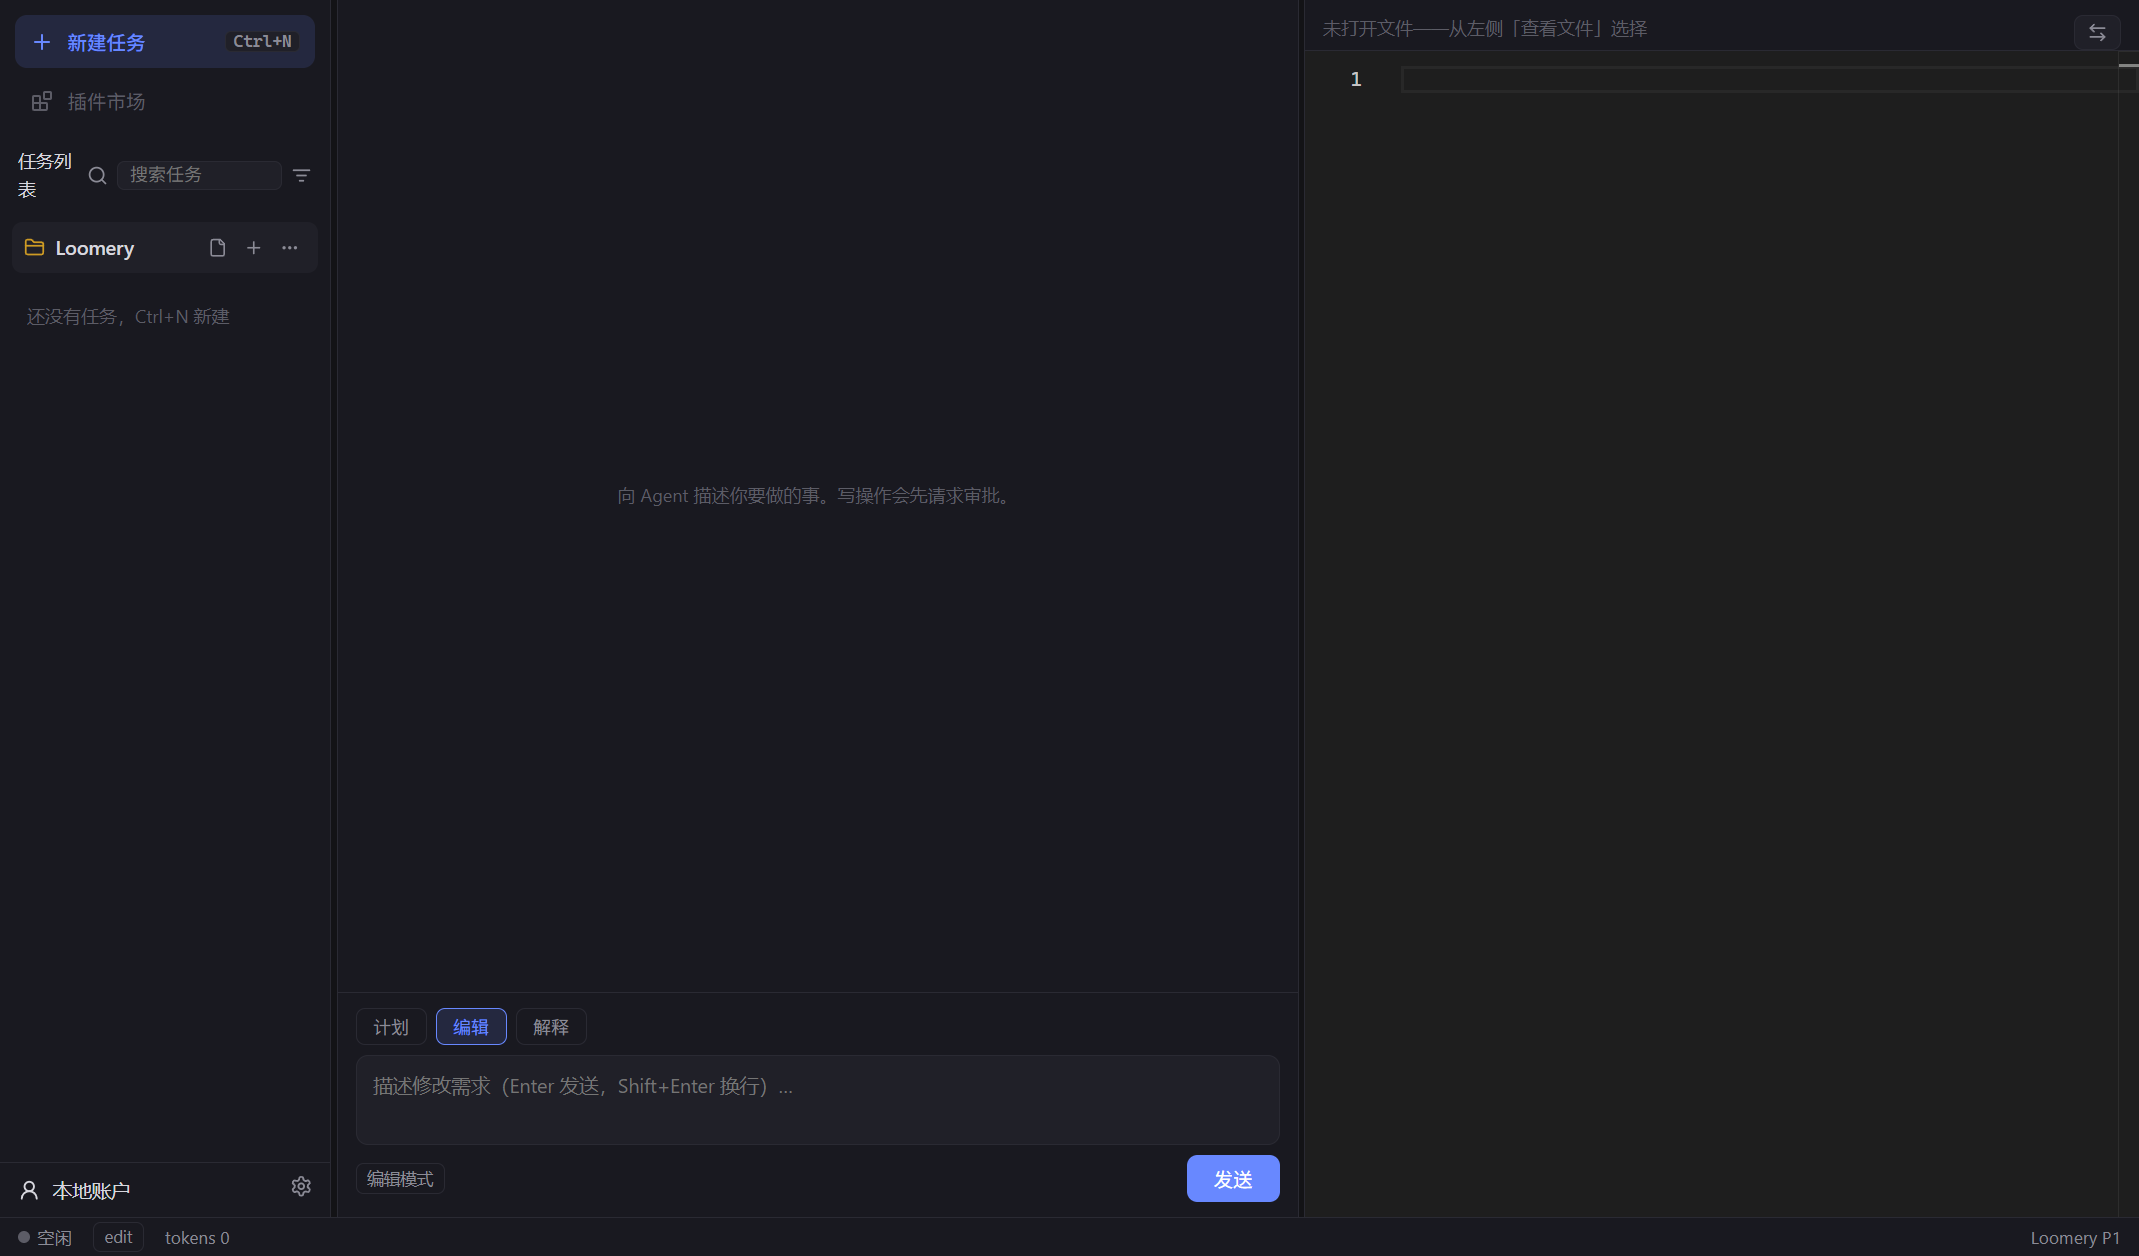 新建任务 Ctrl+N
插件市场
任务列
表
搜索任务
Loomery
还没有任务，Ctrl+N 新建
本地账户
向 Agent 描述你要做的事。写操作会先请求审批。
计划 编辑 解释
描述修改需求（Enter 发送，Shift+Enter 换行）...
编辑模式 发送
未打开文件——从左侧「查看文件」选择
1
空闲 edit tokens 0 Loomery P1